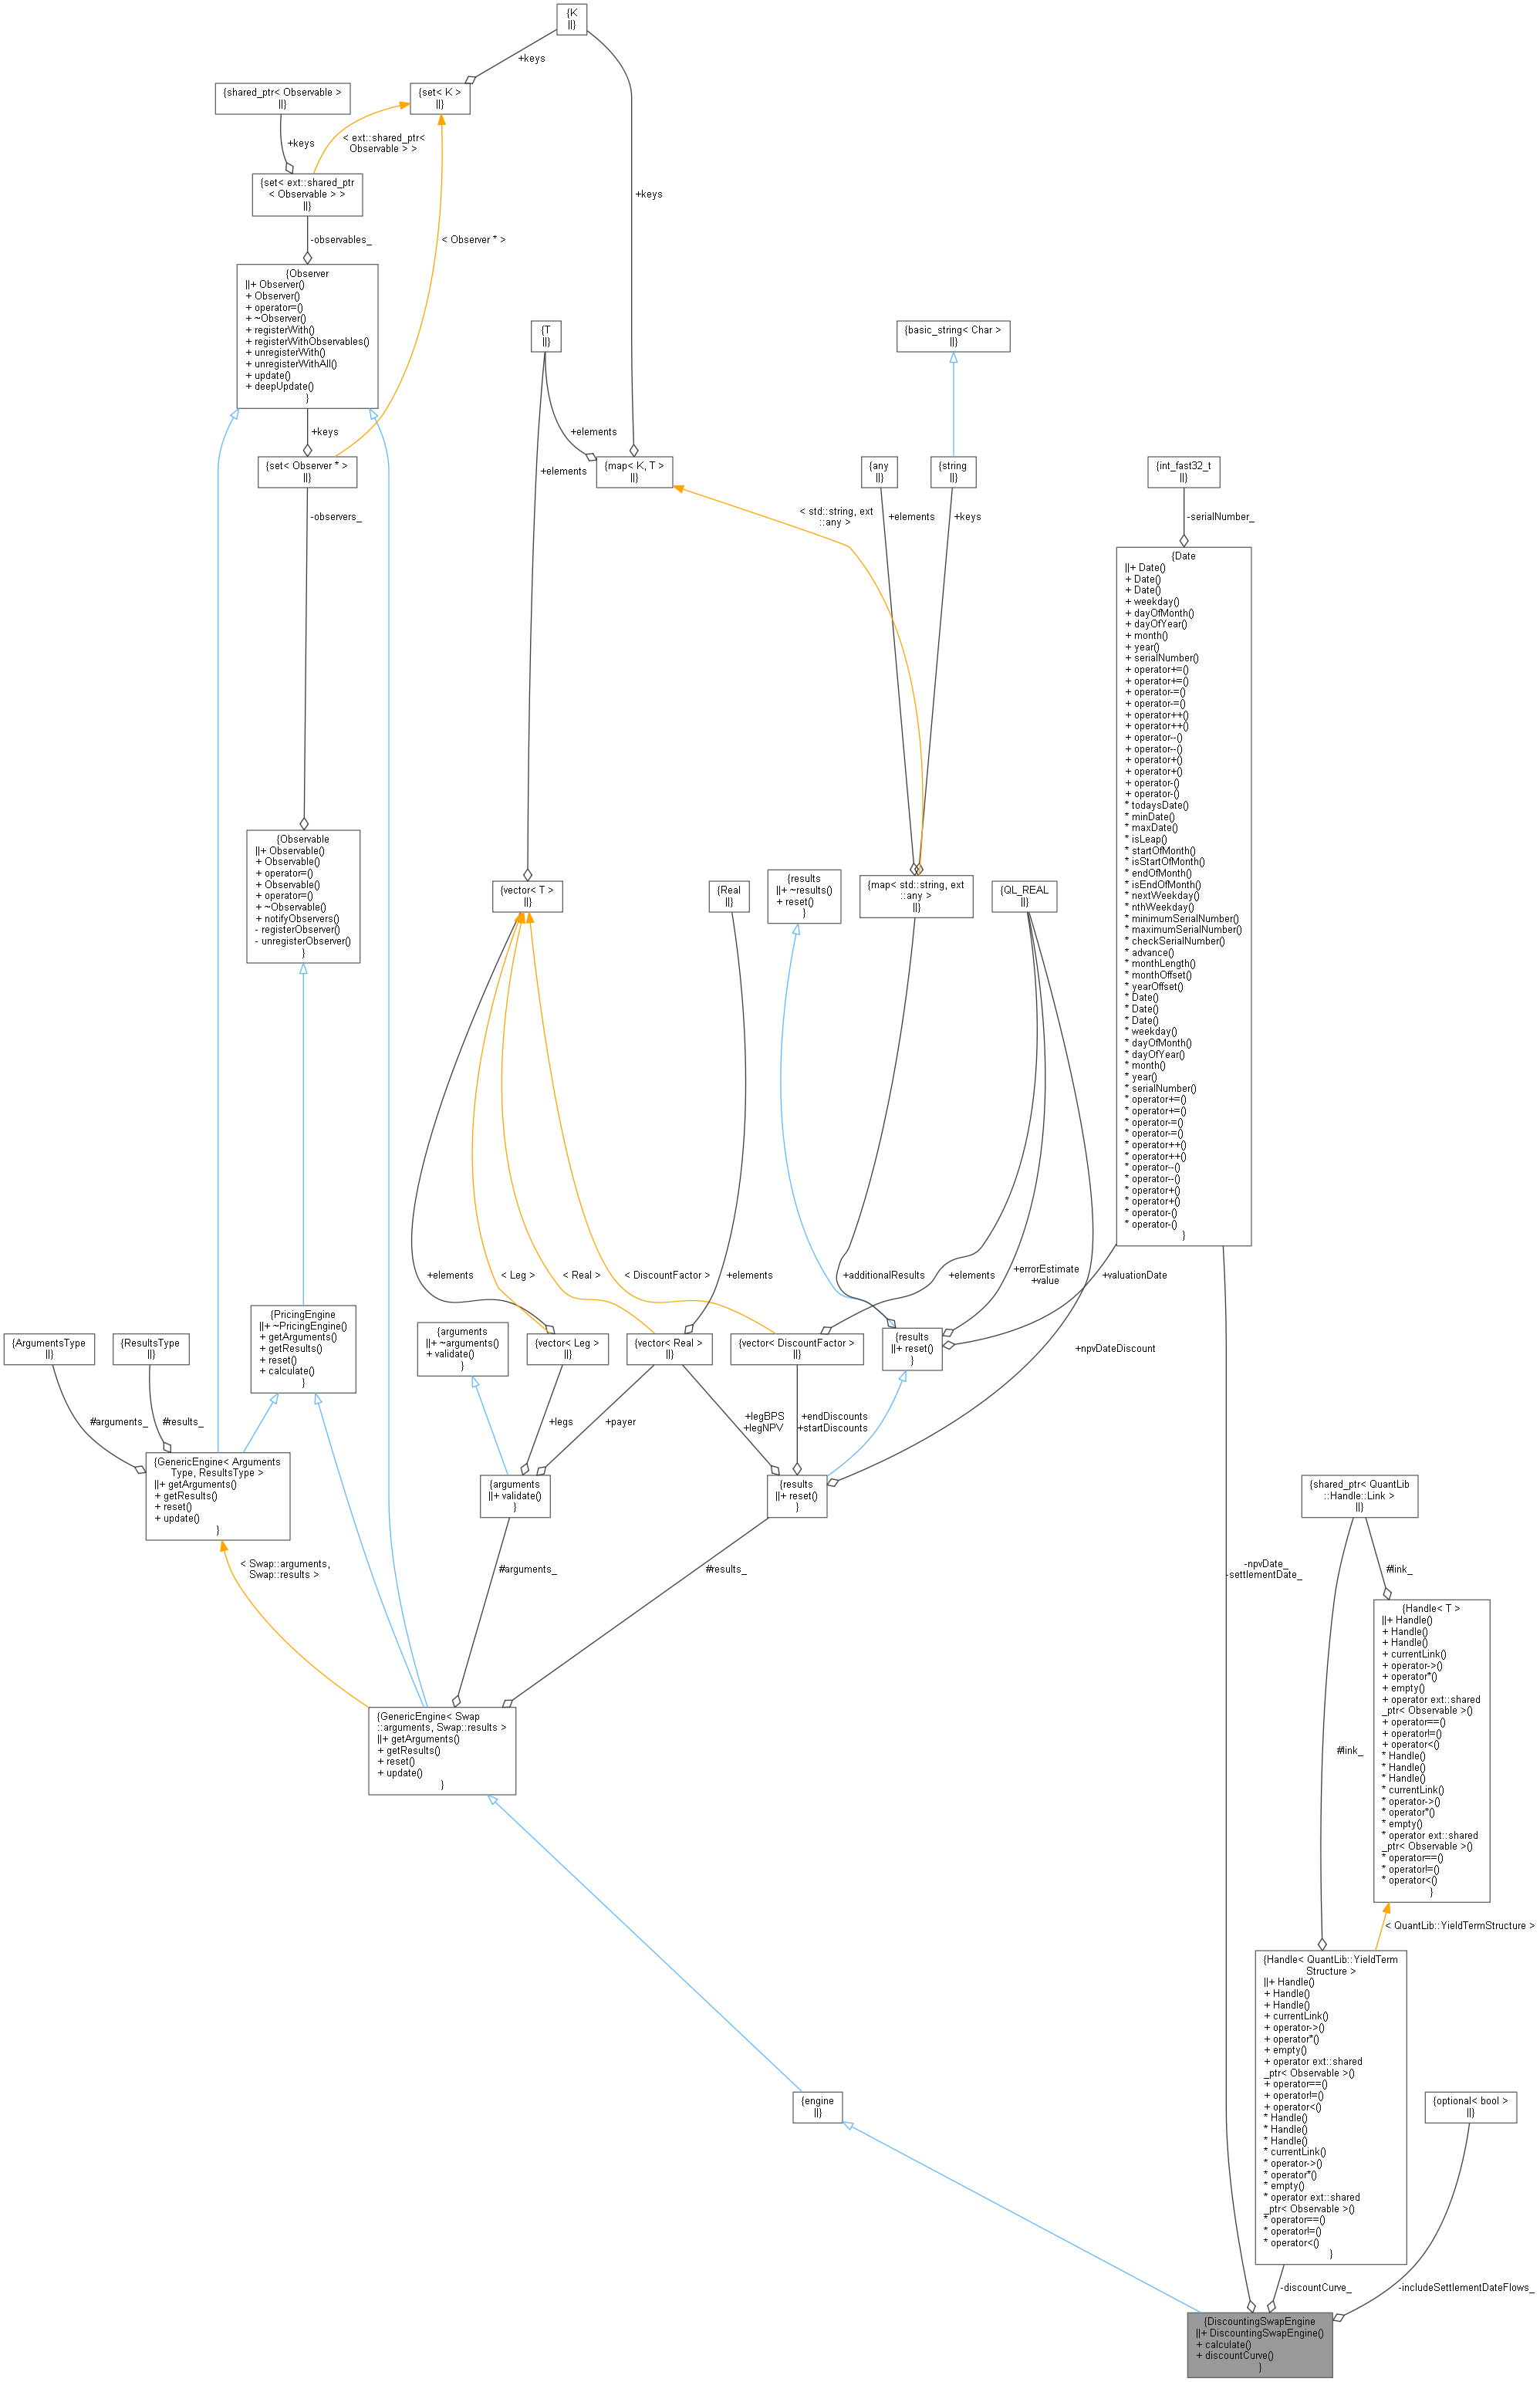 {K
||}
+keys
{shared_ptr< Observable >
||}
{set< K >
||}
+keys
< ext::shared_ptr<
Observable > >
{set< ext::shared_ptr
< Observable > >
||}
+keys
-observables_
< Observer * >
{Observer
||+ Observer()
+ Observer()
+ operator=()
+ ~Observer()
+ registerWith()
+ registerWithObservables()
+ unregisterWith()
+ unregisterWithAll()
+ update()
+ deepUpdate()
}
{T
||}
{basic_string< Char >
||}
+keys
+elements
+elements
{set< Observer * >
||}
{map< K, T >
||}
{any
||}
{string
||}
{int_fast32_t
||}
-observers_
< std::string, ext
::any >
+elements
+keys
-serialNumber_
{Date
||+ Date()
+ Date()
+ Date()
+ weekday()
+ dayOfMonth()
+ dayOfYear()
+ month()
+ year()
+ serialNumber()
+ operator+=()
+ operator+=()
+ operator-=()
+ operator-=()
+ operator++()
+ operator++()
+ operator--()
+ operator--()
+ operator+()
+ operator+()
+ operator-()
+ operator-()
* todaysDate()
* minDate()
* maxDate()
* isLeap()
* startOfMonth()
* isStartOfMonth()
* endOfMonth()
* isEndOfMonth()
* nextWeekday()
* nthWeekday()
* minimumSerialNumber()
* maximumSerialNumber()
* checkSerialNumber()
* advance()
* monthLength()
* monthOffset()
* yearOffset()
* Date()
* Date()
* Date()
* weekday()
* dayOfMonth()
* dayOfYear()
* month()
* year()
* serialNumber()
* operator+=()
* operator+=()
* operator-=()
* operator-=()
* operator++()
* operator++()
* operator--()
* operator--()
* operator+()
* operator+()
* operator-()
* operator-()
}
{Observable
||+ Observable()
+ Observable()
+ operator=()
+ Observable()
+ operator=()
+ ~Observable()
+ notifyObservers()
- registerObserver()
- unregisterObserver()
}
{vector< T >
||}
{Real
||}
{results
||+ ~results()
+ reset()
}
{map< std::string, ext
::any >
||}
{QL_REAL
||}
+elements
< Leg >
< Real >
< DiscountFactor >
+elements
+additionalResults
+elements
+errorEstimate
+value
+valuationDate
{ArgumentsType
||}
{ResultsType
||}
{PricingEngine
||+ ~PricingEngine()
+ getArguments()
+ getResults()
+ reset()
+ calculate()
}
{arguments
||+ ~arguments()
+ validate()
}
{vector< Leg >
||}
{vector< Real >
||}
{vector< DiscountFactor >
||}
{results
||+ reset()
}
+npvDateDiscount
#arguments_
#results_
+legs
+payer
+legBPS
+legNPV
+endDiscounts
+startDiscounts
{GenericEngine< Arguments
Type, ResultsType >
||+ getArguments()
+ getResults()
+ reset()
+ update()
}
{arguments
||+ validate()
}
{results
||+ reset()
}
{shared_ptr< QuantLib
::Handle::Link >
||}
< Swap::arguments,
Swap::results >
#arguments_
#results_
-npvDate_
-settlementDate_
#link_
{Handle< T >
||+ Handle()
+ Handle()
+ Handle()
+ currentLink()
+ operator->()
+ operator*()
+ empty()
+ operator ext::shared
_ptr< Observable >()
+ operator==()
+ operator!=()
+ operator<()
* Handle()
* Handle()
* Handle()
* currentLink()
* operator->()
* operator*()
* empty()
* operator ext::shared
_ptr< Observable >()
* operator==()
* operator!=()
* operator<()
}
{GenericEngine< Swap
::arguments, Swap::results >
||+ getArguments()
+ getResults()
+ reset()
+ update()
}
#link_
< QuantLib::YieldTermStructure >
{Handle< QuantLib::YieldTerm
Structure >
||+ Handle()
+ Handle()
+ Handle()
+ currentLink()
+ operator->()
+ operator*()
+ empty()
+ operator ext::shared
_ptr< Observable >()
+ operator==()
+ operator!=()
+ operator<()
* Handle()
* Handle()
* Handle()
* currentLink()
* operator->()
* operator*()
* empty()
* operator ext::shared
_ptr< Observable >()
* operator==()
* operator!=()
* operator<()
}
{engine
||}
{optional< bool >
||}
-discountCurve_
-includeSettlementDateFlows_
{DiscountingSwapEngine
||+ DiscountingSwapEngine()
+ calculate()
+ discountCurve()
}